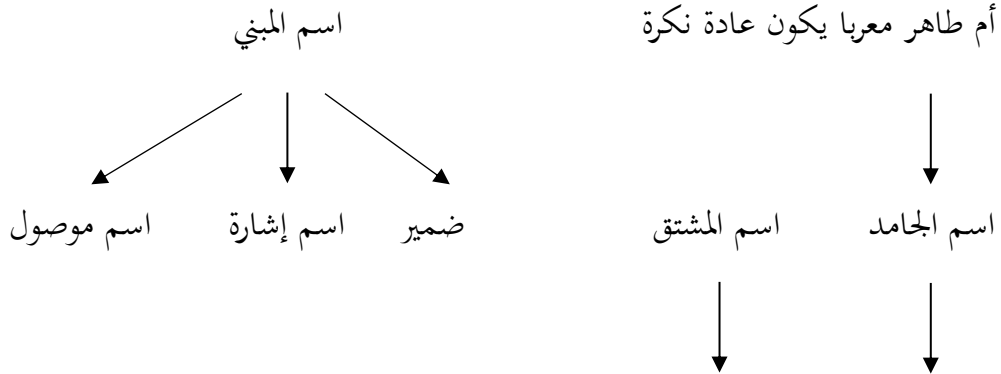 أم طاهر معربا يكون عادة نكرة اسم المبني
اسم الجامد اسم المشتق ضمير اسم إشارة اسم موصول